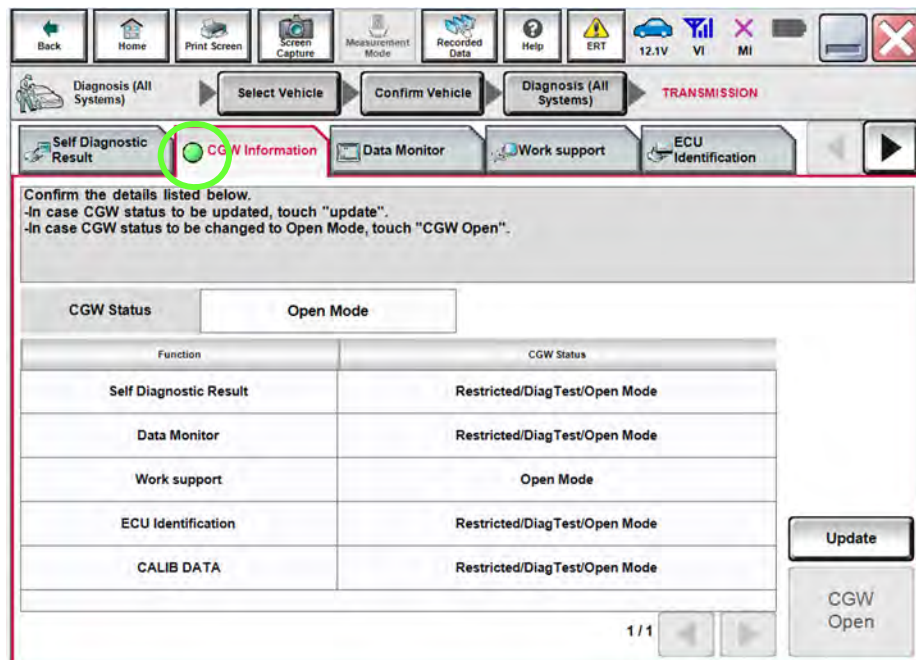 Back
Home
Print Screen
Screen
Capture
Measurement
Mode
Recorded
Data
Help
ERT
12.1V
VI
MI
Diagnosis (All
Systems)
Select Vehicle
Confirm Vehicle
Diagnosis (All
Systems)
TRANSMISSION
Self Diagnostic
Result
CGW Information
Data Monitor
Work support
ECU
Identification
Confirm the details listed below.
-In case CGW status to be updated, touch "update".
-In case CGW status to be changed to Open Mode, touch "CGW Open".
CGW Status
Open Mode
Function
CGW Status
Self Diagnostic Result
Restricted/DiagTest/Open Mode
Data Monitor
Restricted/DiagTest/Open Mode
Work support
Open Mode
ECU Identification
Restricted/DiagTest/Open Mode
CALIB DATA
Restricted/DiagTest/Open Mode
Update
CGW
Open
1/1